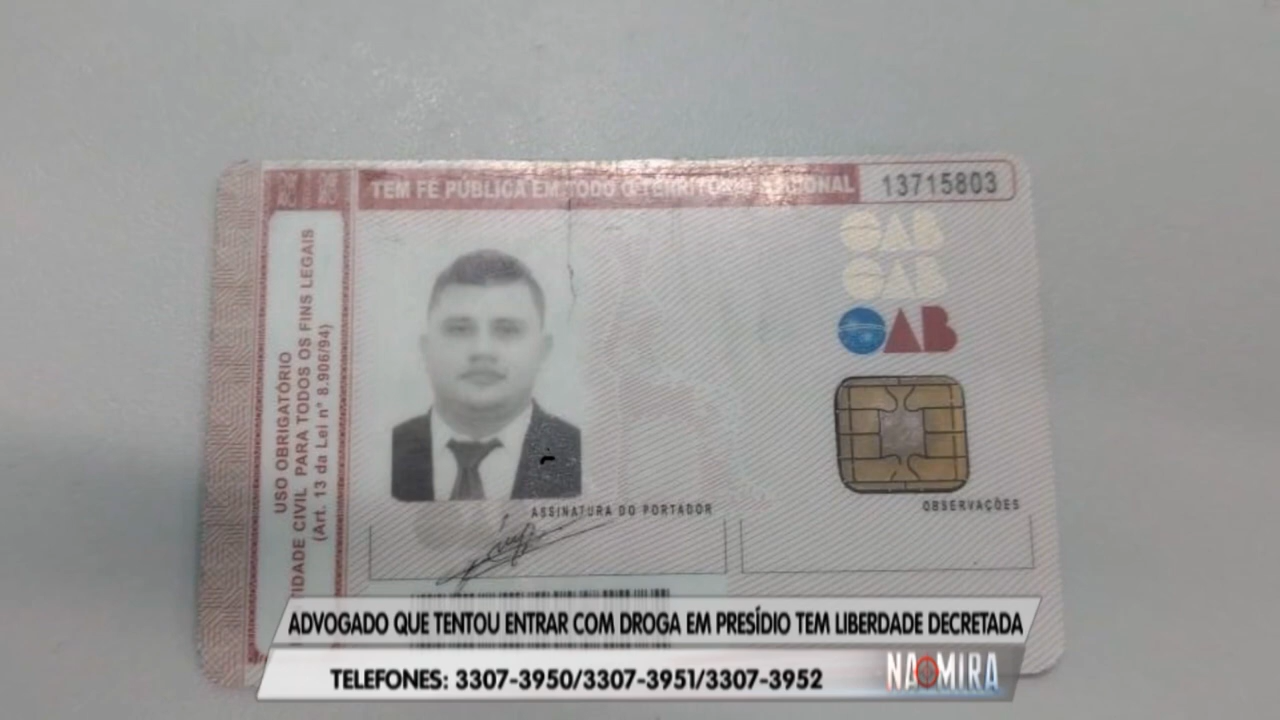 TEM FÉ PÚBLICA EM TODO O TERRITÓRIO NACIONAL
13715803
USO OBRIGATÓRIO
TIDADE CIVIL PARA TODOS OS FINS LEGAIS
(Art. 13 da Lei nº 8.906/94)
OAB
OAB
OAB
ASSINATURA DO PORTADOR
OBSERVAÇÕES
ADVOGADO QUE TENTOU ENTRAR COM DROGA EM PRESÍDIO TEM LIBERDADE DECRETADA
TELEFONES: 3307-3950/3307-3951/3307-3952
NA MIRA